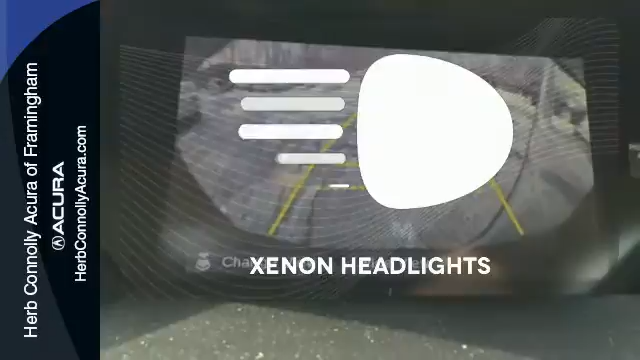 Herb Connolly Acura of Framingham
ACURA
HerbConnollyAcura.com
XENON HEADLIGHTS